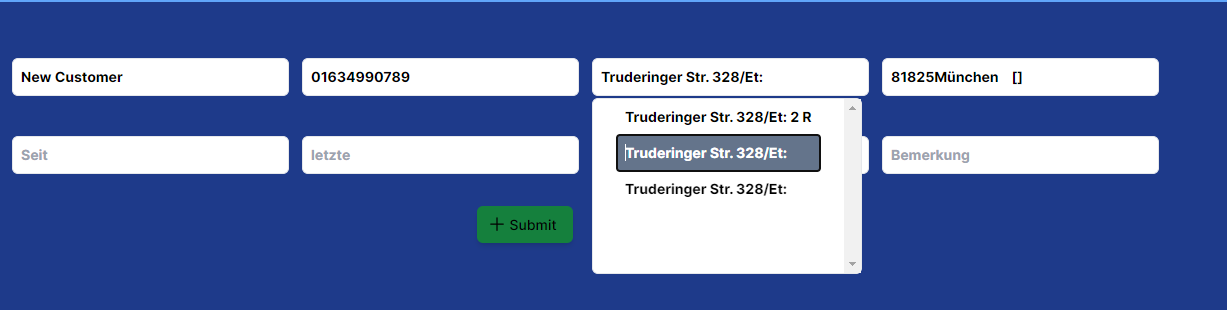 New Customer
01634990789
Truderinger Str. 328/Et:
81825München []
Truderinger Str. 328/Et: 2 R
Truderinger Str. 328/Et:
Truderinger Str. 328/Et:
Seit
letzte
Bemerkung
+ Submit